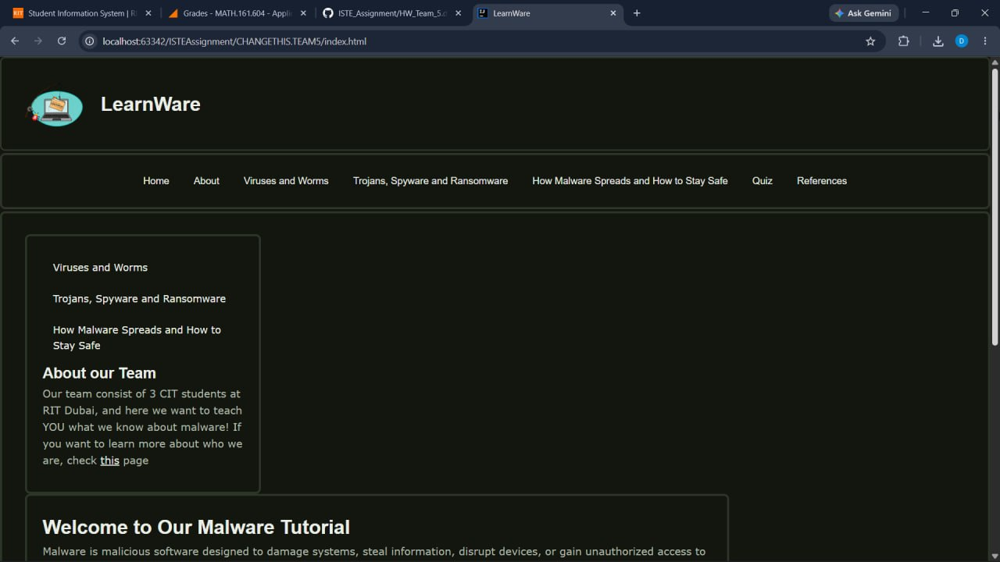 Student Information System | R
Grades - MATH.161.604 - Applic
ISTE_Assignment/HW_Team_5.d
LearnWare
Ask Gemini
localhost:63342/ISTEAssignment/CHANGETHIS.TEAM5/index.html
D
LearnWare
Home About Viruses and Worms Trojans, Spyware and Ransomware How Malware Spreads and How to Stay Safe Quiz References
Viruses and Worms
Trojans, Spyware and Ransomware
How Malware Spreads and How to
Stay Safe
About our Team
Our team consist of 3 CIT students at
RIT Dubai, and here we want to teach
YOU what we know about malware! If
you want to learn more about who we
are, check this page
Welcome to Our Malware Tutorial
Malware is malicious software designed to damage systems, steal information, disrupt devices, or gain unauthorized access to